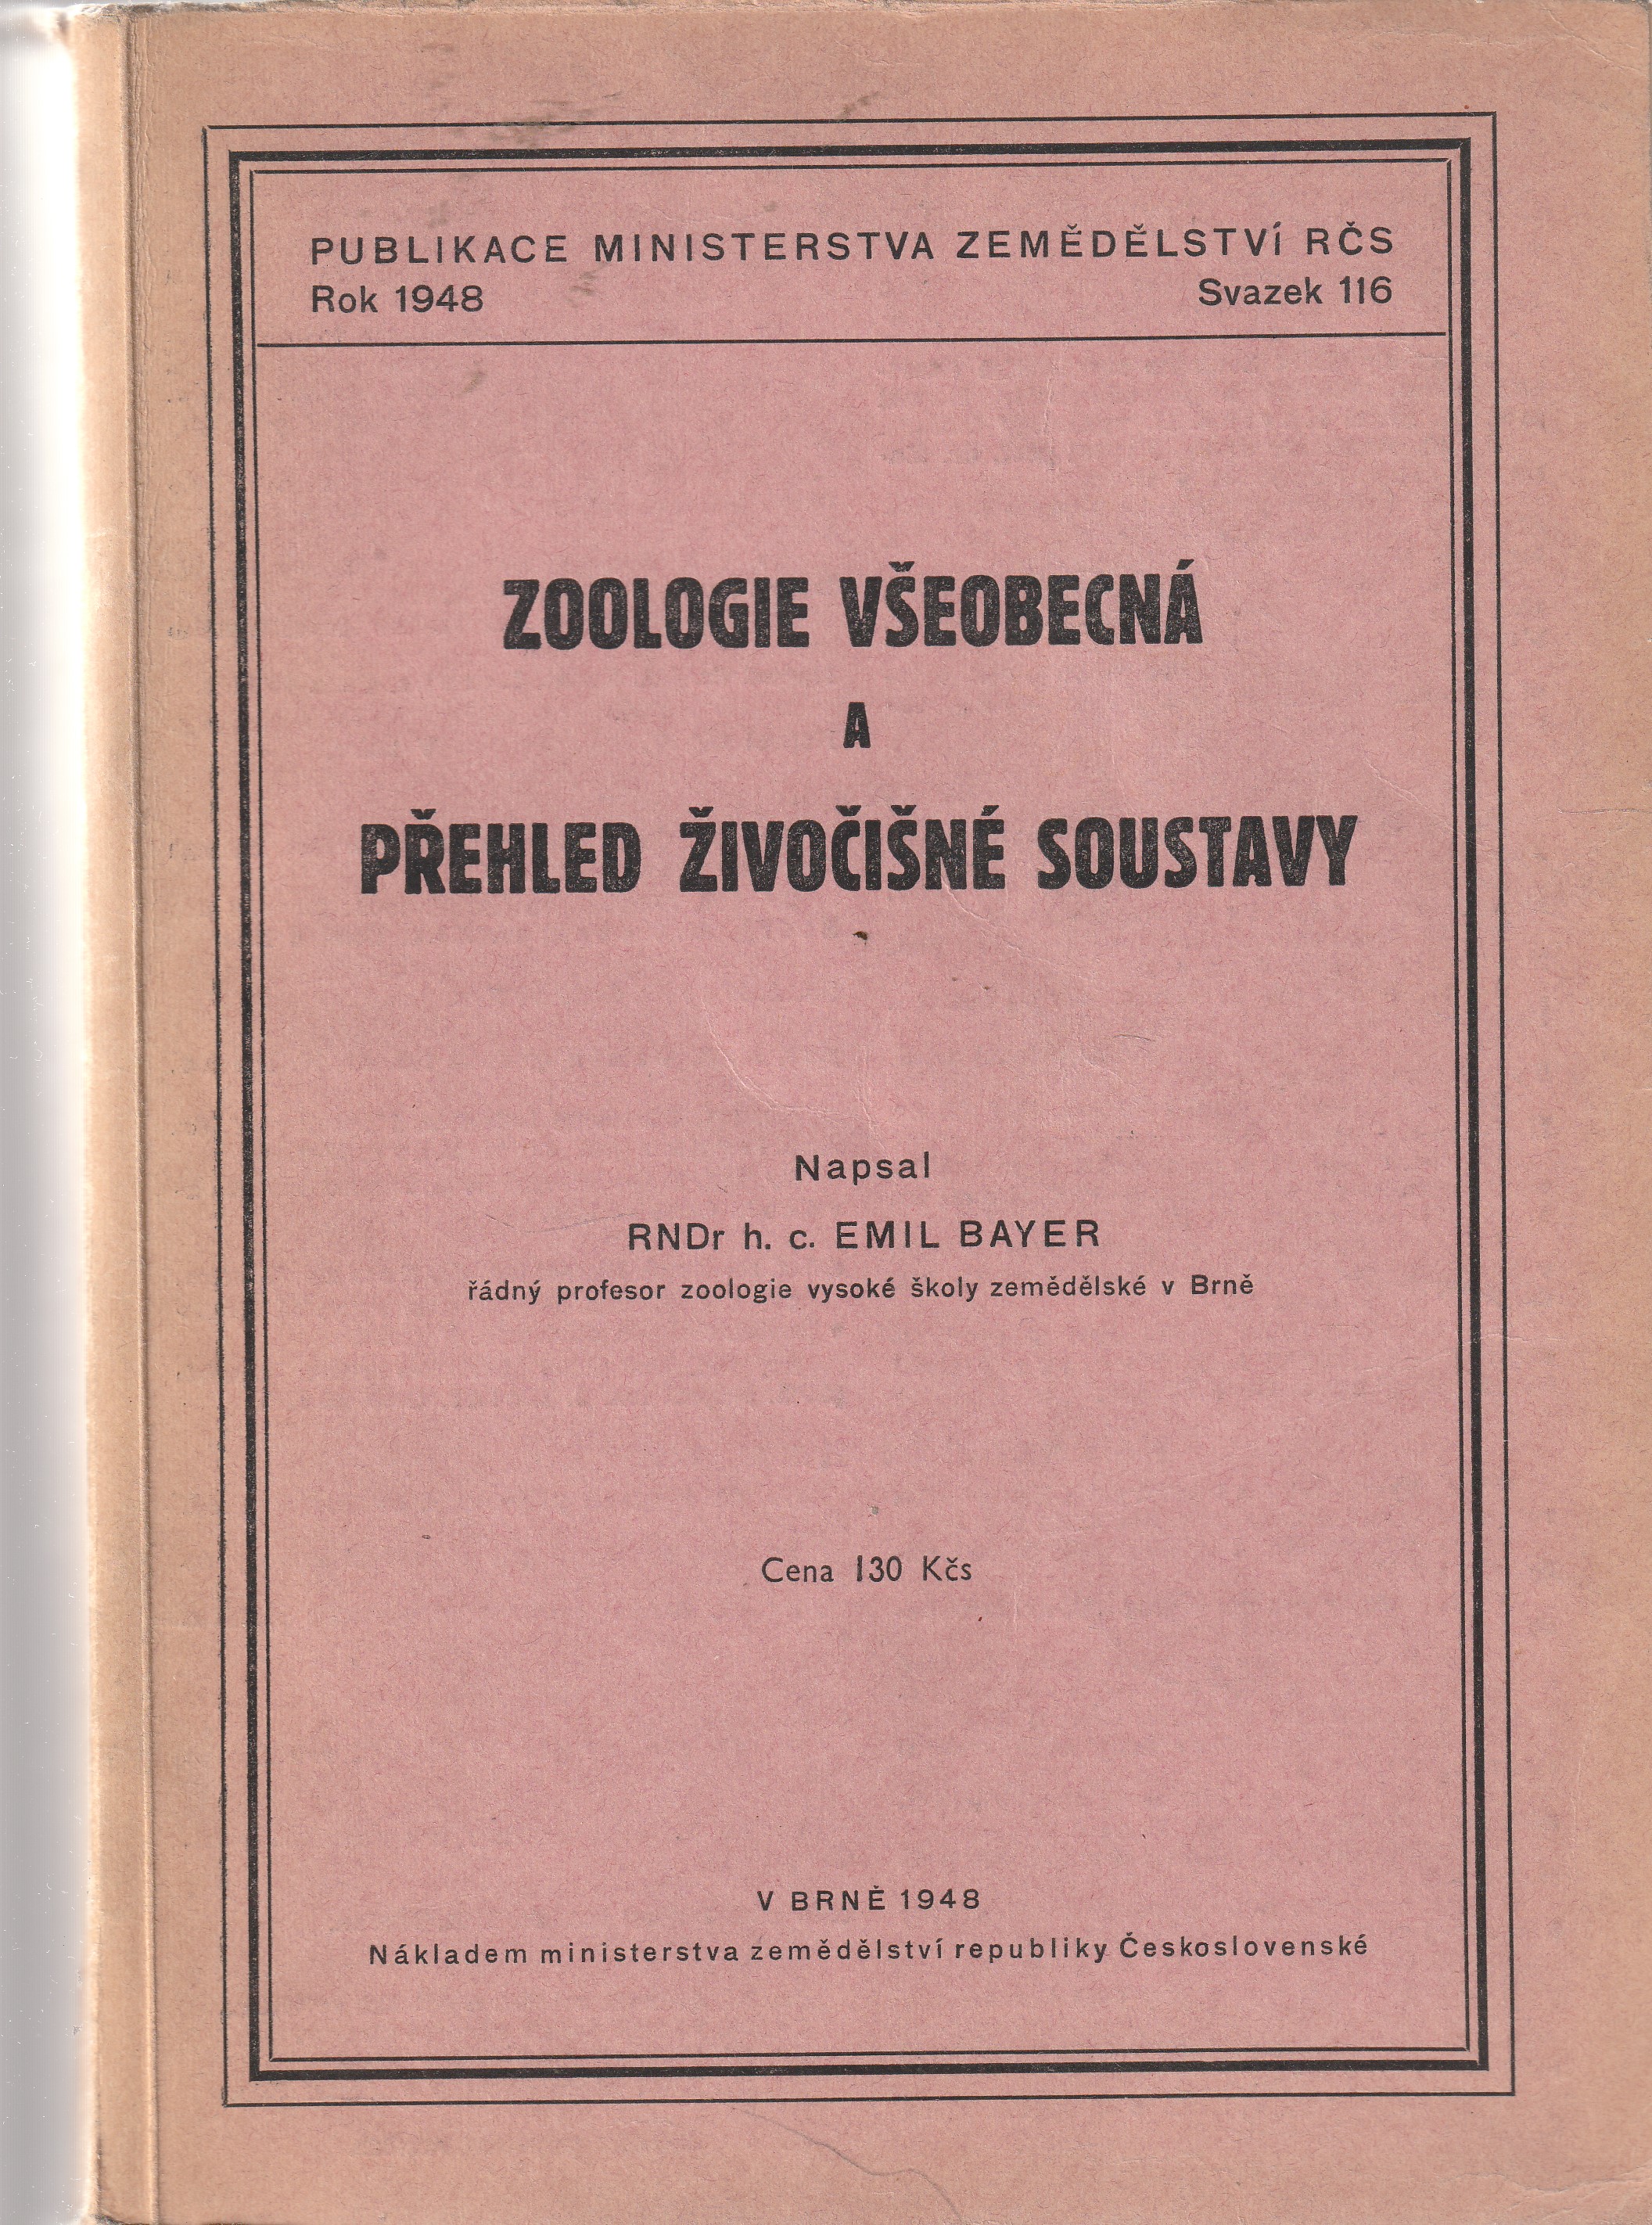 PUBLIKACE MINISTERSTVA ZEMĚDĚLSTVÍ RČS
Rok 1948 Svazek 116
ZOOLOGIE VŠEOBECNÁ
A
PŘEHLED ŽIVOČIŠNÉ SOUSTAVY
Napsal
RNDr h. c. EMIL BAYER
řádný profesor zoologie vysoké školy zemědělské v Brně
Cena 130 Kčs
V BRNĚ 1948
Nákladem ministerstva zemědělství republiky Československé